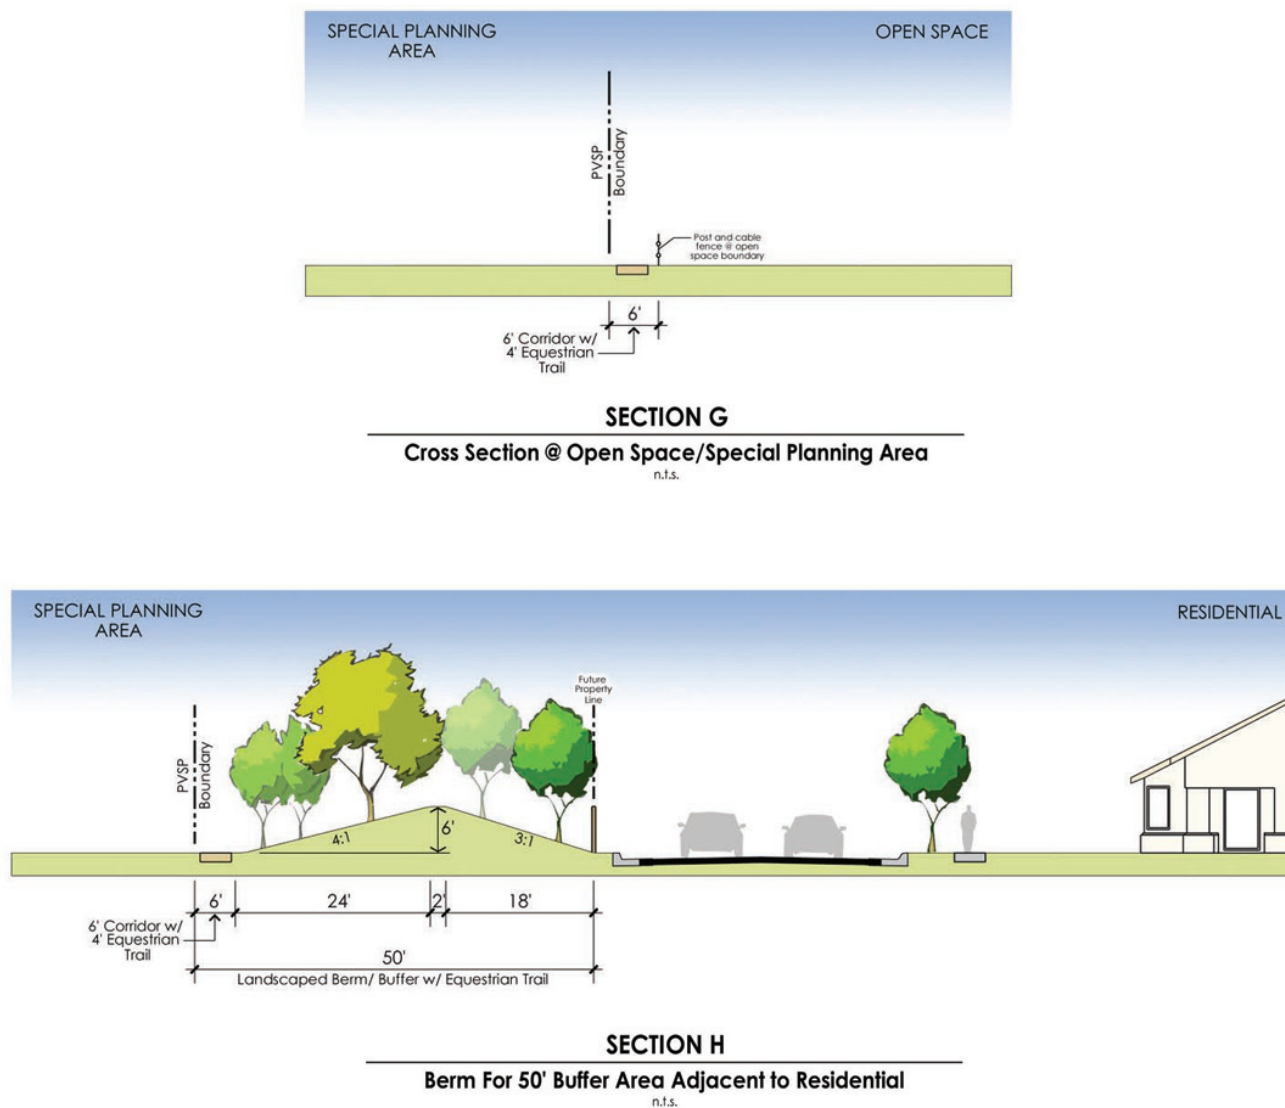 SPECIAL PLANNING
AREA
OPEN SPACE
PVSP
Boundary
Post and cable
fence @ open
space boundary
6'
6' Corridor w/
4' Equestrian
Trail
SECTION G
Cross Section @ Open Space/Special Planning Area
n.t.s.
SPECIAL PLANNING
AREA
RESIDENTIAL
Future
Property
Line
PVSP
Boundary
4:1
6'
3:1
6'
24'
2'
18'
6' Corridor w/
4' Equestrian
Trail
50'
Landscaped Berm/ Buffer w/ Equestrian Trail
SECTION H
Berm For 50' Buffer Area Adjacent to Residential
n.t.s.